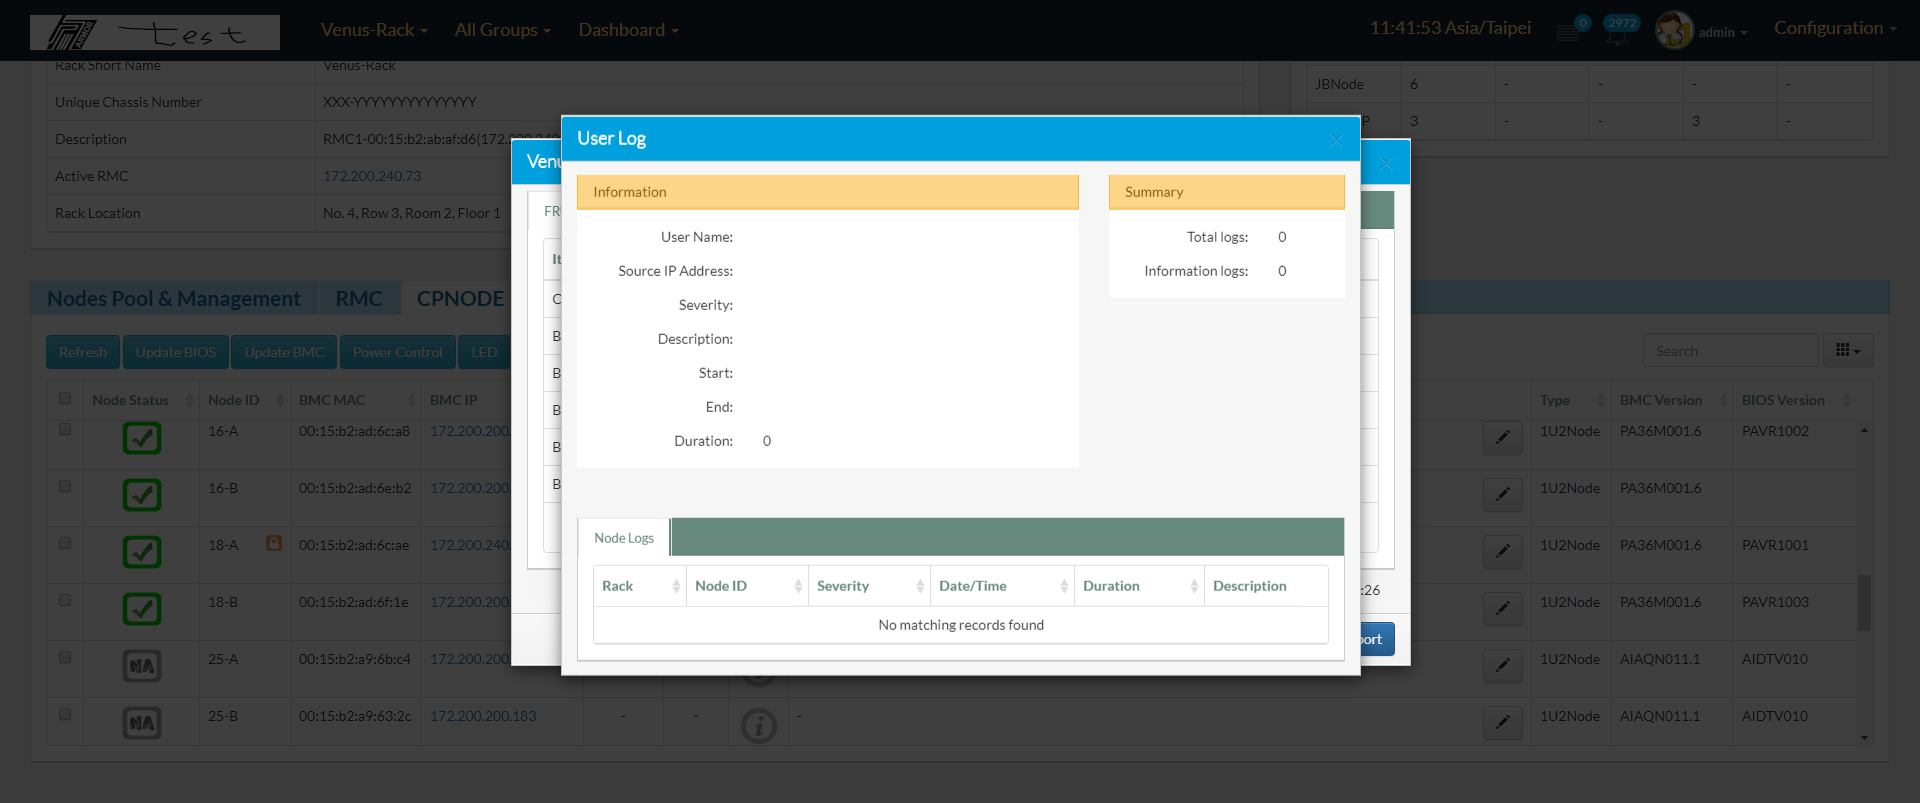 ARMOR test Venus-Rack All Groups Dashboard 11:41:53 Asia/Taipei 0 2972 admin Configuration
Rack Short Name Venus-Rack
Unique Chassis Number XXX-YYYYYYYYYYYYYY
Description RMC1-00:15:b2:ab:af:d6(172.200.240
Active RMC 172.200.240.73
Rack Location No. 4, Row 3, Room 2, Floor 1
JBNode 6 - - - -
P 3 - - 3 -
Venu
FR
It
C
B
B
B
B
B
:26
port
User Log
Information
User Name:
Source IP Address:
Severity:
Description:
Start:
End:
Duration: 0
Summary
Total logs: 0
Information logs: 0
Node Logs
Rack Node ID Severity Date/Time Duration Description
No matching records found
Nodes Pool & Management RMC CPNODE
Refresh Update BIOS Update BMC Power Control LED Search
Node Status Node ID BMC MAC BMC IP Type BMC Version BIOS Version
16-A 00:15:b2:ad:6c:a8 172.200.200. 1U2Node PA36M001.6 PAVR1002
16-B 00:15:b2:ad:6e:b2 172.200.200. 1U2Node PA36M001.6
18-A 00:15:b2:ad:6c:ae 172.200.240. 1U2Node PA36M001.6 PAVR1001
18-B 00:15:b2:ad:6f:1e 172.200.200. 1U2Node PA36M001.6 PAVR1003
NA 25-A 00:15:b2:a9:6b:c4 172.200.200. 1U2Node AIAQN011.1 AIDTV010
NA 25-B 00:15:b2:a9:63:2c 172.200.200.183 - - i - 1U2Node AIAQN011.1 AIDTV010